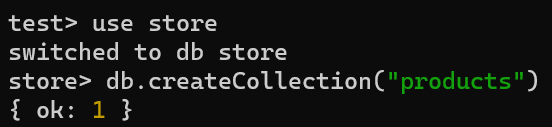 test> use store
switched to db store
store> db.createCollection("products")
{ ok: 1 }